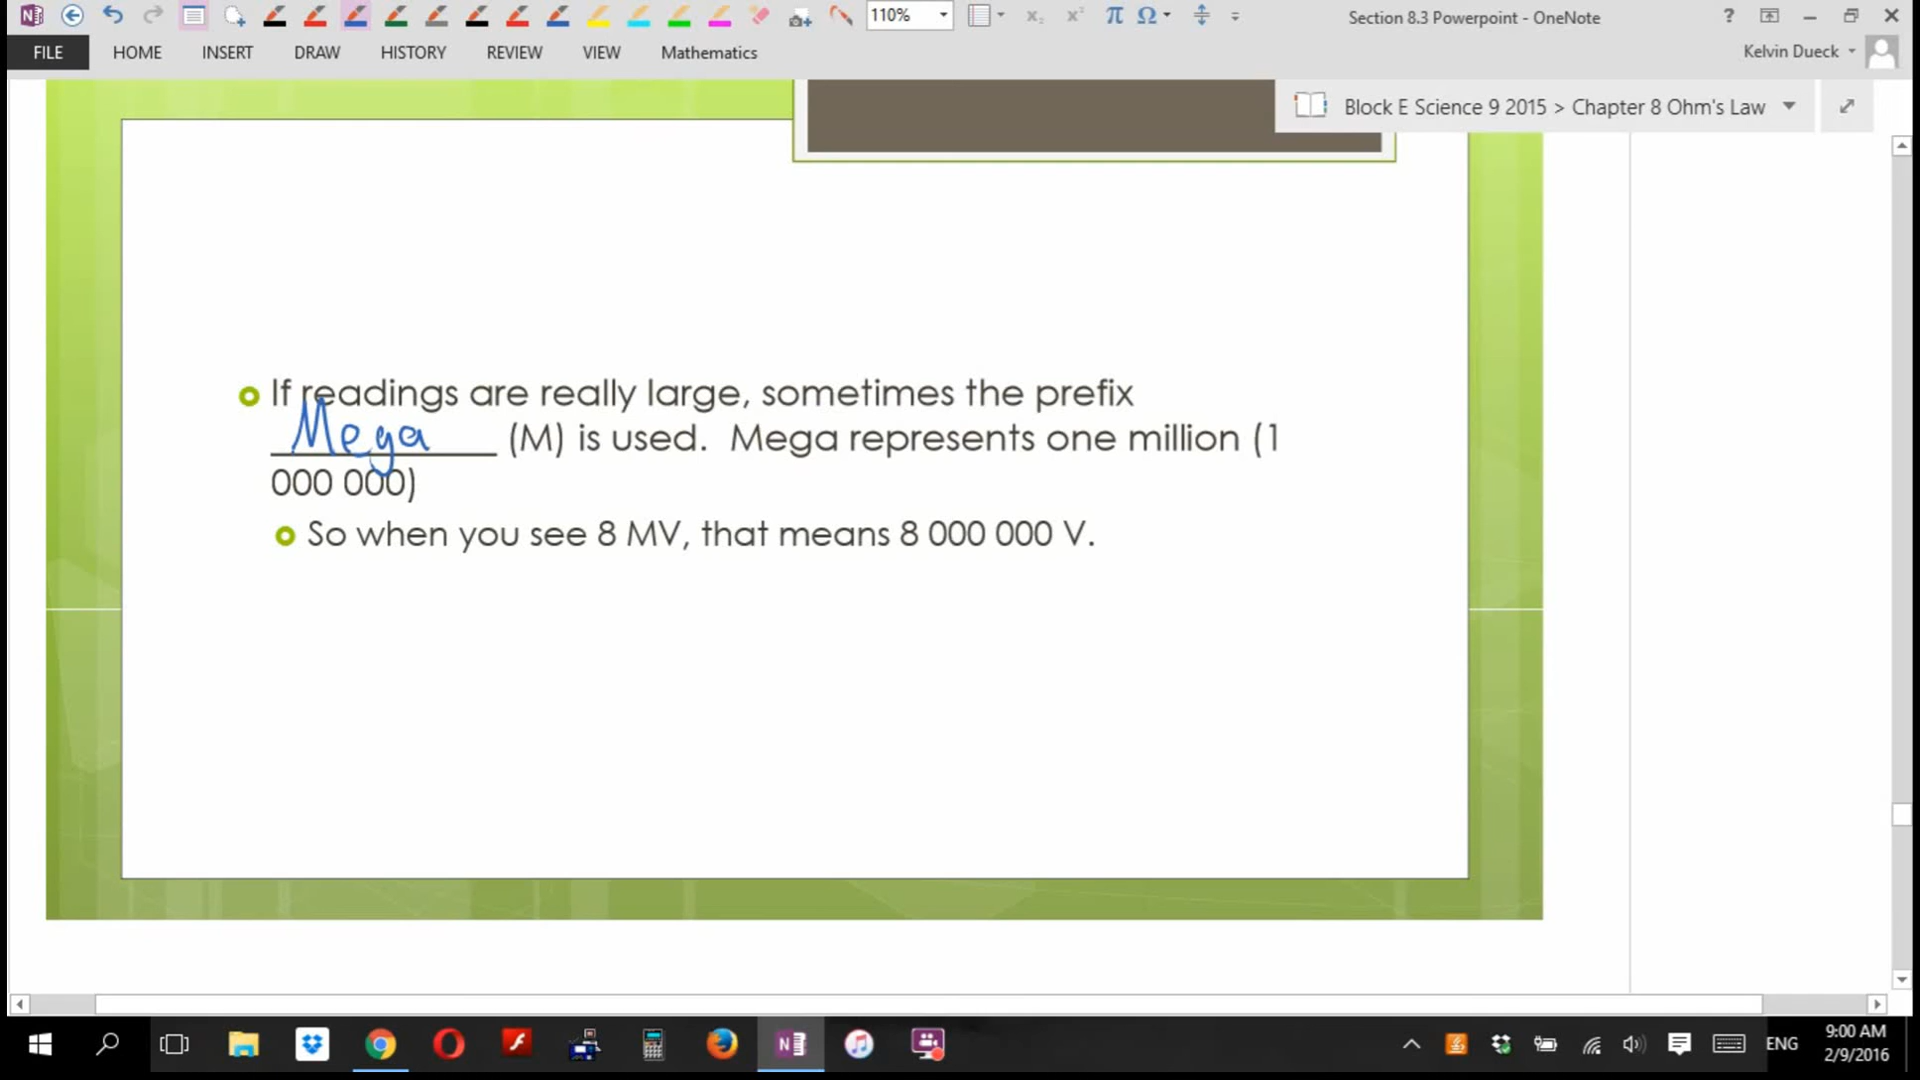 110%
Section 8.3 Powerpoint - OneNote
?
FILE
HOME
INSERT
DRAW
HISTORY
REVIEW
VIEW
Mathematics
Kelvin Dueck
Block E Science 9 2015 > Chapter 8 Ohm's Law
If readings are really large, sometimes the prefix
Mega (M) is used. Mega represents one million (1
000 000)
So when you see 8 MV, that means 8 000 000 V.
ENG
9:00 AM
2/9/2016